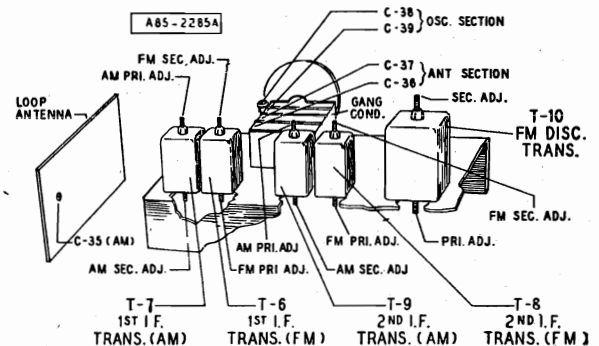 A85-2285A
C-38
C-39
OSC. SECTION
FM SEC. ADJ.
AM PRI. ADJ.
C-37
C-36
ANT SECTION
LOOP
ANTENNA
GANG
COND.
SEC. ADJ.
T-10
FM DISC.
TRANS.
C-35 (AM)
AM PRI. ADJ
FM PRI. ADJ.
FM SEC. ADJ.
PRI. ADJ.
AM SEC. ADJ.
FM PRI ADJ.
AM SEC. ADJ
T-7
1ST I.F.
TRANS. (AM)
T-6
1ST I.F.
TRANS. (FM)
T-9
2ND I.F.
TRANS. (AM)
T-8
2ND I.F.
TRANS. (FM)